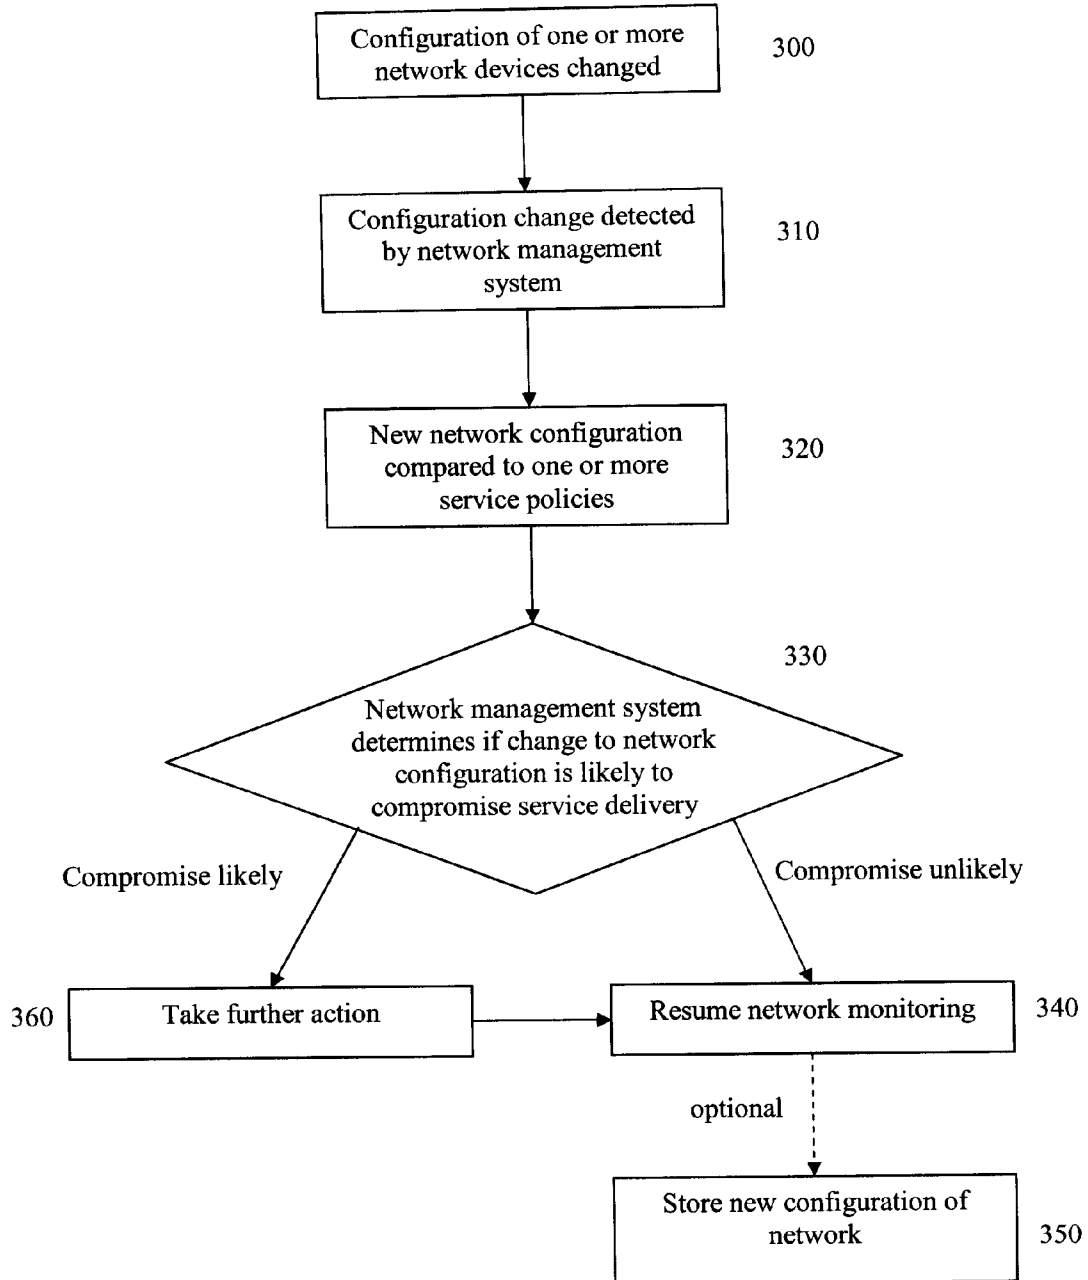 Configuration of one or more
network devices changed
300
Configuration change detected
by network management
system
310
New network configuration
compared to one or more
service policies
320
330
Network management system
determines if change to network
configuration is likely to
compromise service delivery
Compromise likely
Compromise unlikely
360
Take further action
Resume network monitoring
340
optional
Store new configuration of
network
350